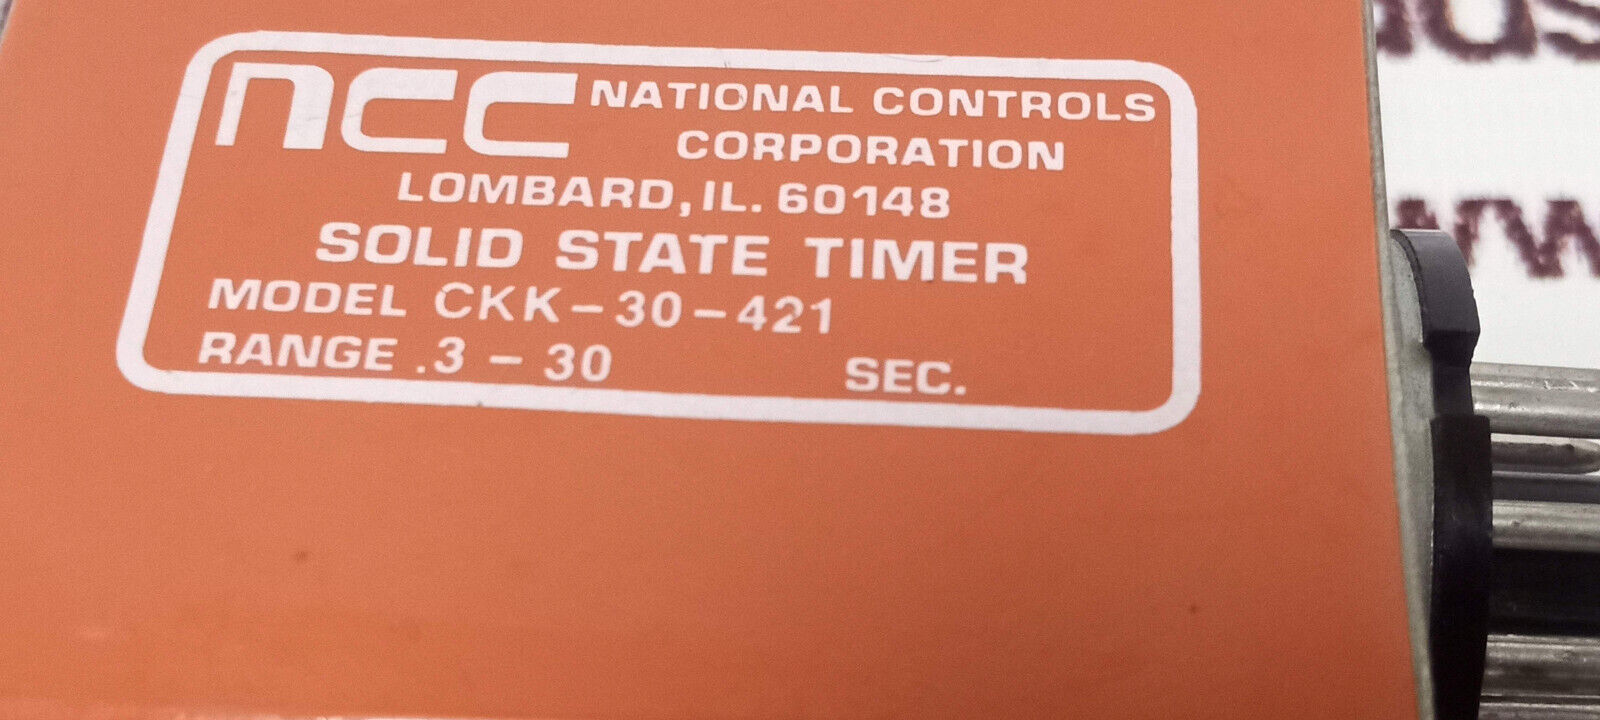 ncc NATIONAL CONTROLS
CORPORATION
LOMBARD, IL. 60148
SOLID STATE TIMER
MODEL CKK-30-421
RANGE .3 - 30 SEC.